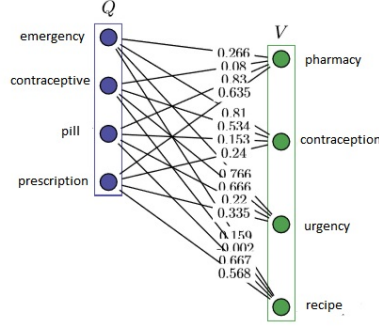 Q
V
emergency
contraceptive
pill
prescription
0.266
0.08
0.83
0.635
0.81
0.534
0.153
0.24
0.766
0.666
0.22
0.335
0.159
-0.002
0.667
0.568
pharmacy
contraception
urgency
recipe